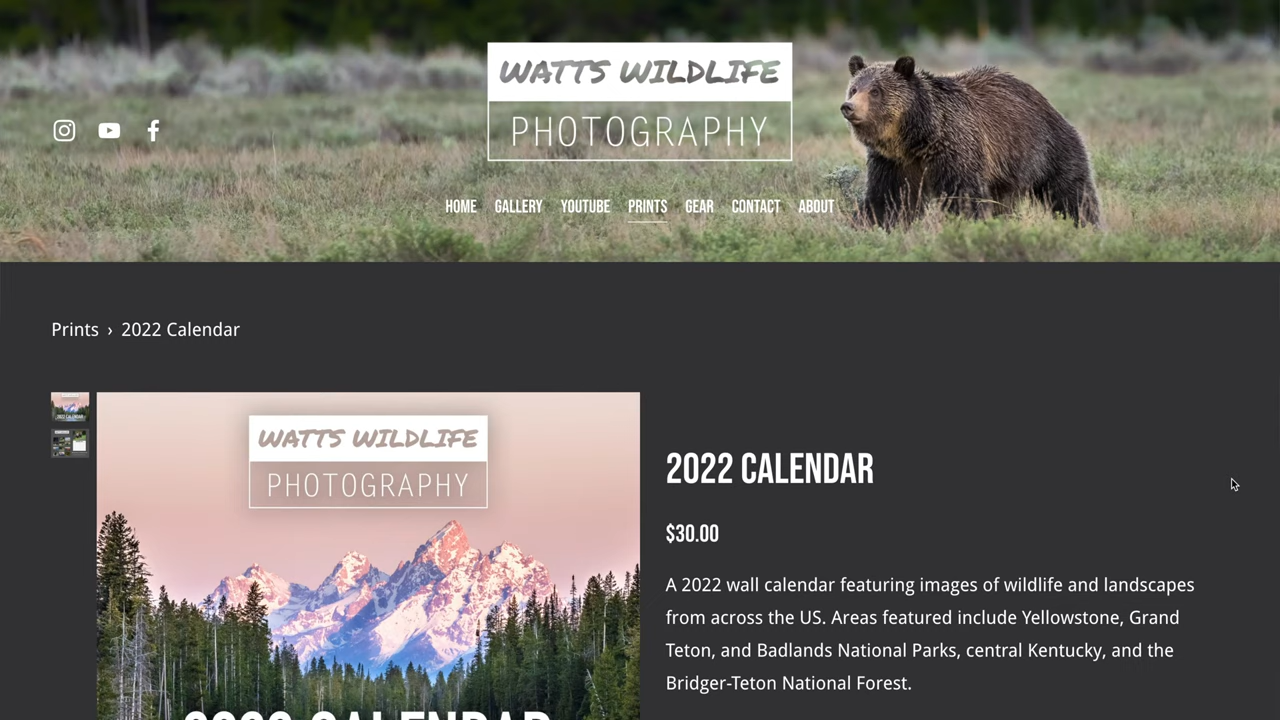 WATTS WILDLIFE
PHOTOGRAPHY
HOME GALLERY YOUTUBE PRINTS GEAR CONTACT ABOUT
Prints › 2022 Calendar
WATTS WILDLIFE
PHOTOGRAPHY
2022 CALENDAR
2022 CALENDAR
$30.00
A 2022 wall calendar featuring images of wildlife and landscapes
from across the US. Areas featured include Yellowstone, Grand
Teton, and Badlands National Parks, central Kentucky, and the
Bridger-Teton National Forest.